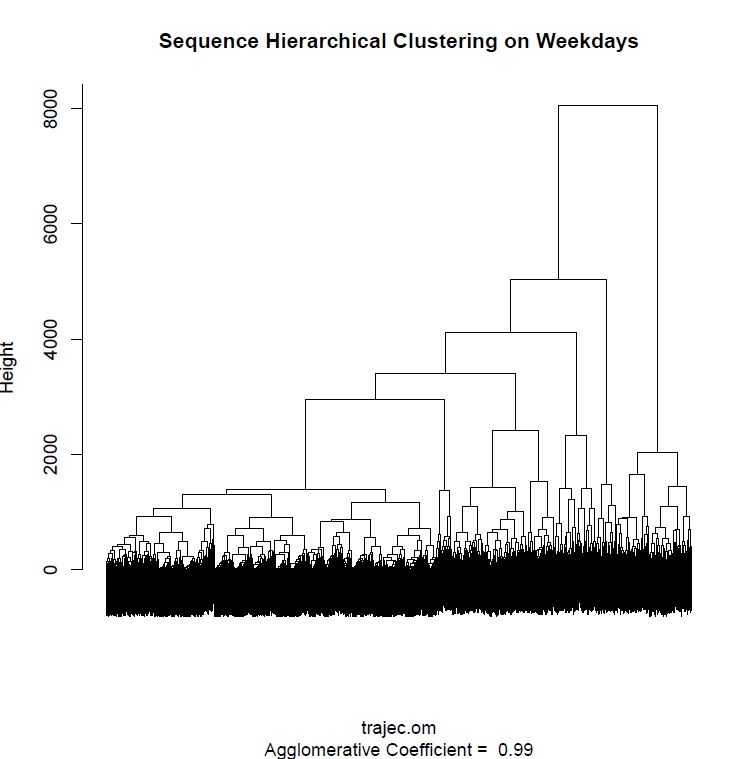 Sequence Hierarchical Clustering on Weekdays
8000
6000
4000
2000
0
Height
trajec.om
Agglomerative Coefficient = 0.99